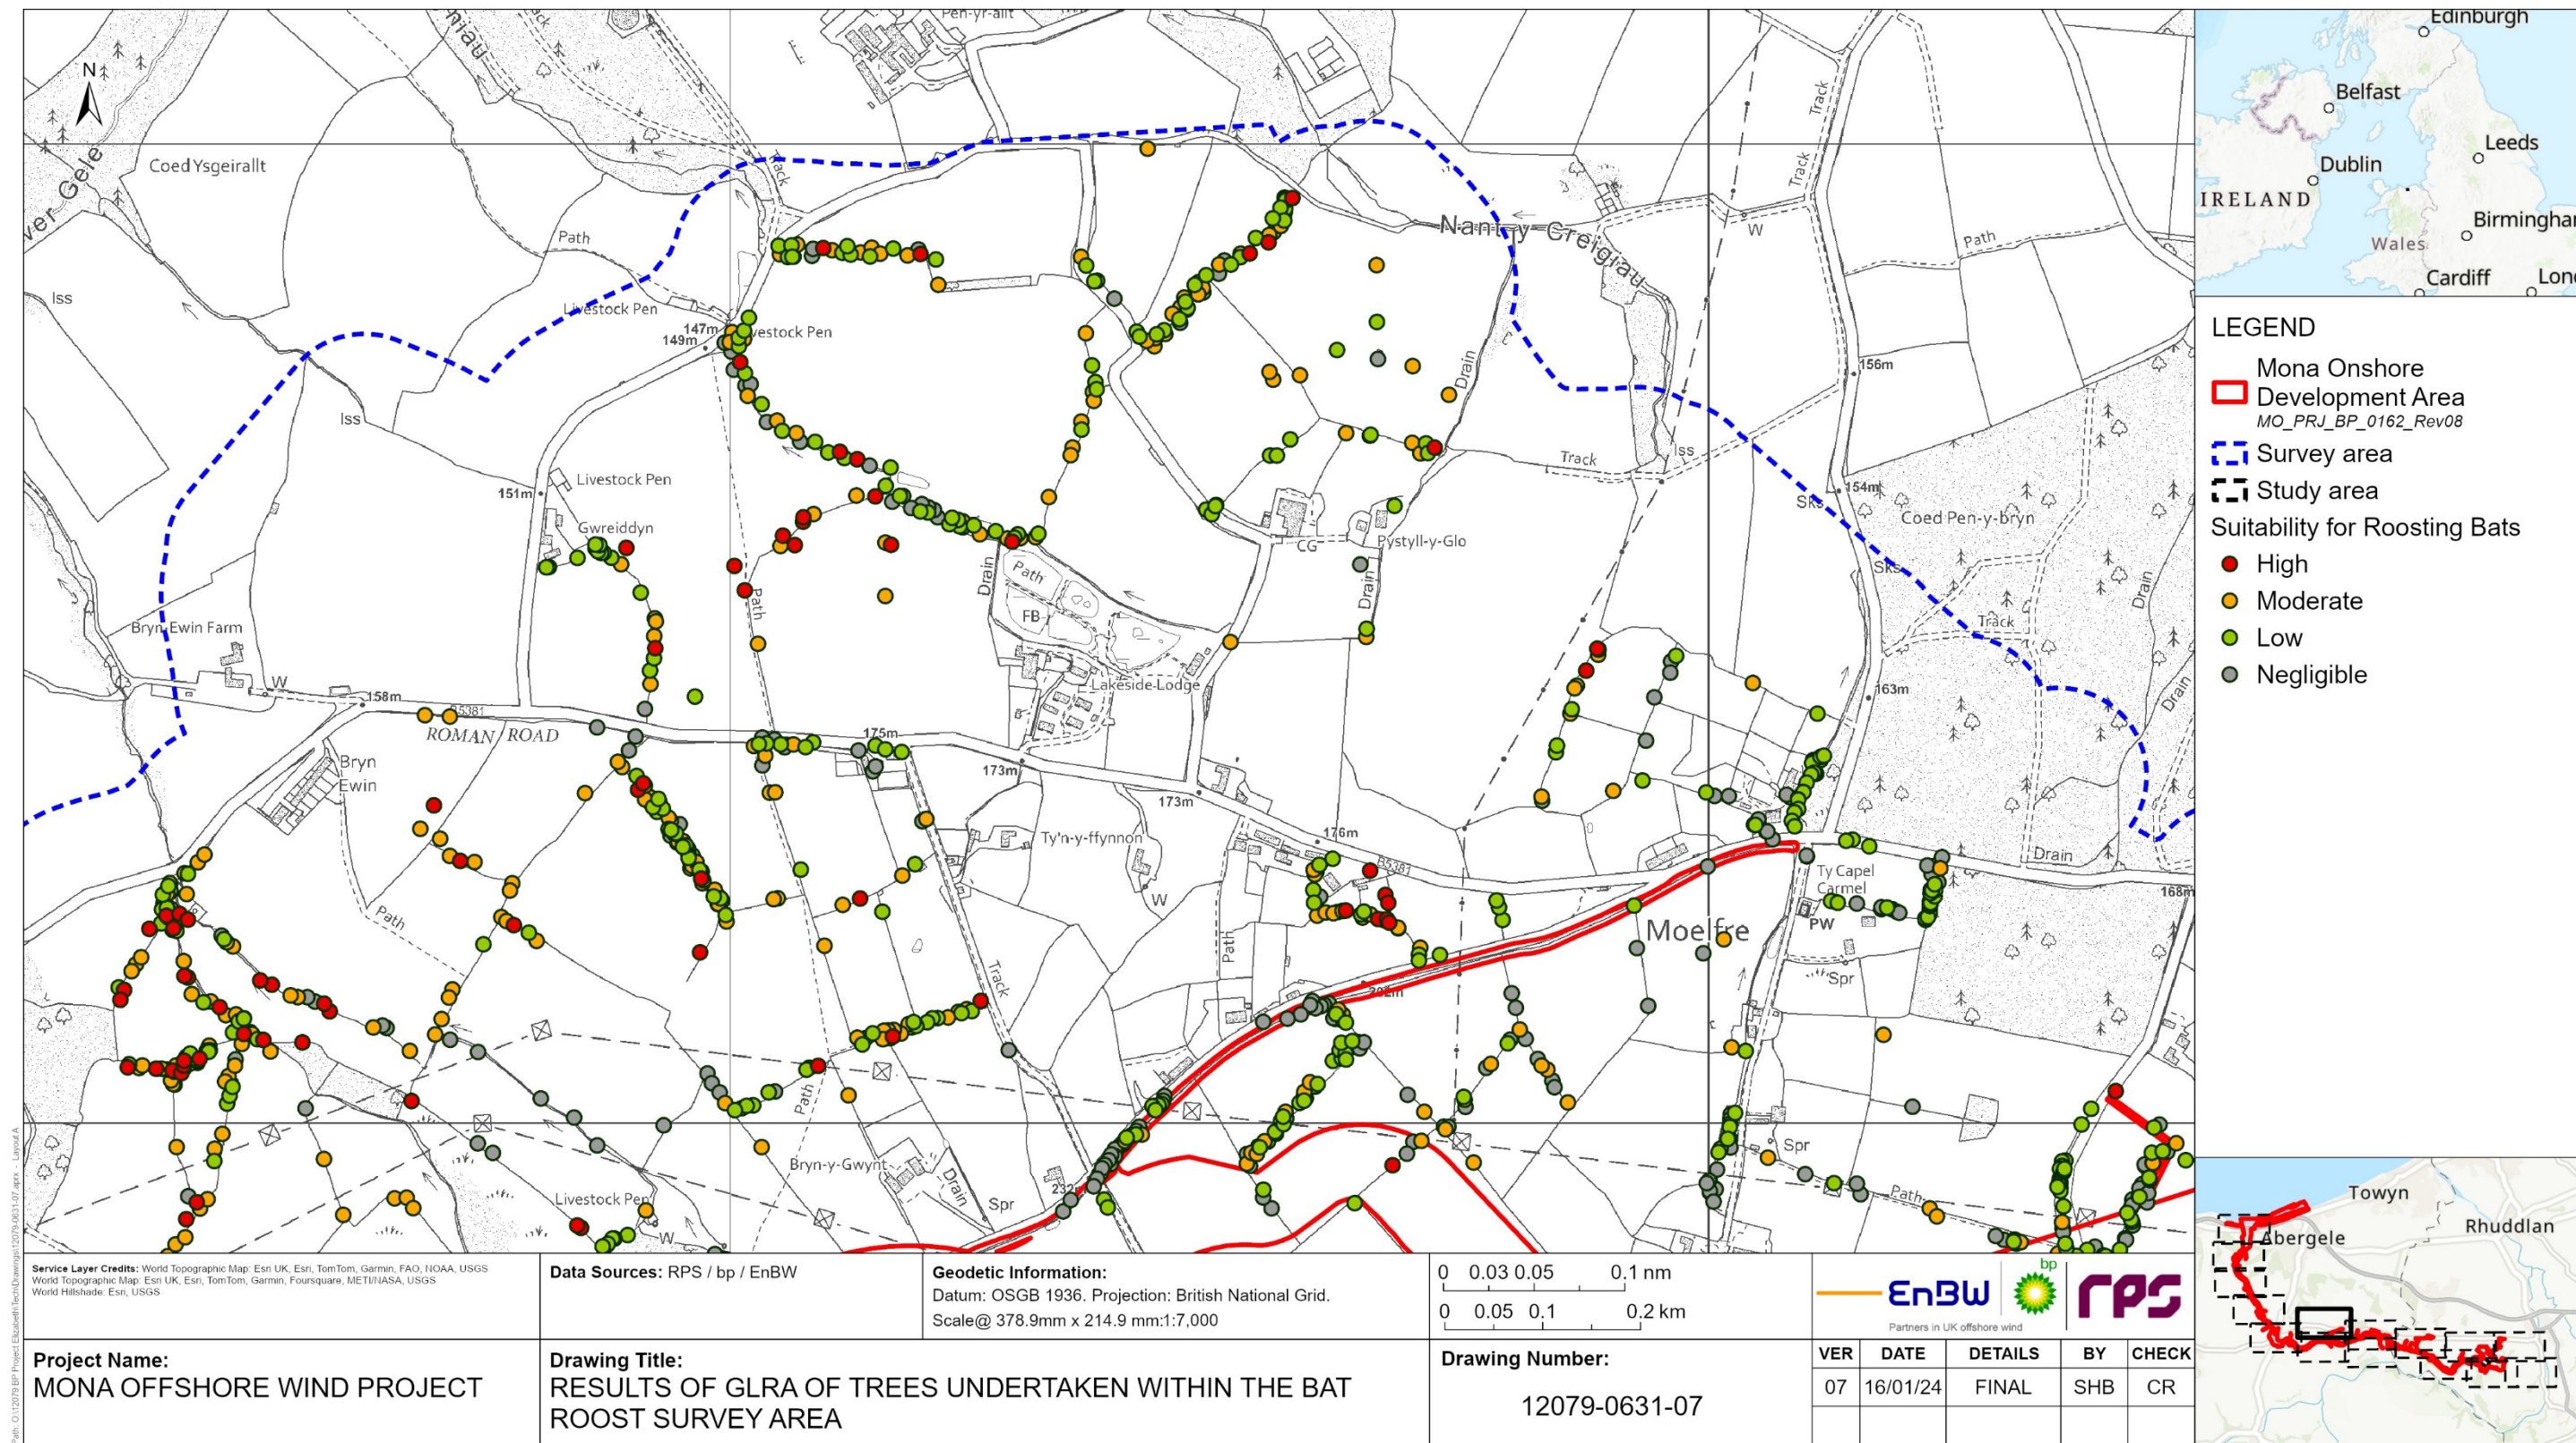 Pen-yr-allt
Track
N
Coed Ysgeirallt
Path
Iss
Livestock Pen
147m
149m
Livestock Pen
Iss
Track
Nant-y-Creigiau
Track
Track
W
Path
Drain
156m
Track
Iss
154m
Sks
Coed Pen-y-bryn
Sks
Livestock Pen
151m
Gwreiddyn
CG
Pystyll-y-Glo
Drain
Drain
Path
FB
Path
Drain
Track
Bryn-Ewin Farm
W
158m
B5381
ROMAN ROAD
Lakeside Lodge
163m
Drain
175m
173m
173m
Bryn
Ewin
Ty'n-y-ffynnon
176m
B5381
W
Drain
168m
Ty Capel
Carmel
PW
Moelfre
Path
Path
Track
Spr
202m
Path
Bryn-y-Gwynt
Drain
Spr
232m
Livestock Pen
W
Spr
Path
Edinburgh
Belfast
Leeds
Dublin
IRELAND
Birmingham
Wales
Cardiff
LEGEND
Mona Onshore
Development Area
MO_PRJ_BP_0162_Rev08
Survey area
Study area
Suitability for Roosting Bats
High
Moderate
Low
Negligible
Towyn
Rhuddlan
Abergele
Service Layer Credits: World Topographic Map: Esri UK, Esri, TomTom, Garmin, FAO, NOAA, USGS
World Topographic Map: Esri UK, Esri, TomTom, Garmin, Foursquare, METI/NASA, USGS
World Hillshade: Esri, USGS
Data Sources: RPS / bp / EnBW
Geodetic Information:
Datum: OSGB 1936. Projection: British National Grid.
Scale@ 378.9mm x 214.9 mm:1:7,000
0 0.03 0.05 0.1 nm
0 0.05 0.1 0.2 km
EnBW
bp
rps
Partners in UK offshore wind
Project Name:
MONA OFFSHORE WIND PROJECT
Drawing Title:
RESULTS OF GLRA OF TREES UNDERTAKEN WITHIN THE BAT
ROOST SURVEY AREA
Drawing Number:
12079-0631-07
VER DATE DETAILS BY CHECK
07 16/01/24 FINAL SHB CR